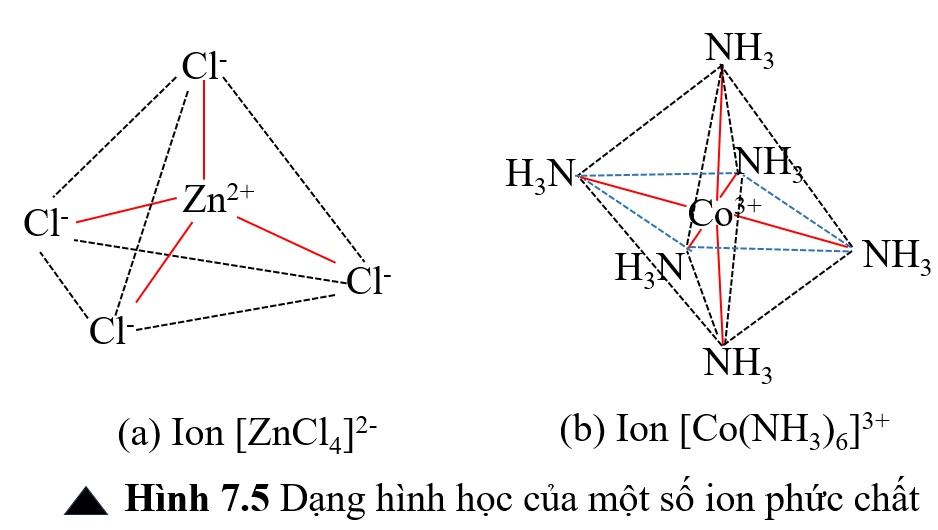 Cl⁻
Zn²⁺
Cl⁻
Cl⁻
Cl⁻
(a) Ion [ZnCl₄]²⁻
NH₃
NH₃
H₃N
Co³⁺
NH₃
H₃N
NH₃
(b) Ion [Co(NH₃)₆]³⁺
Hình 7.5 Dạng hình học của một số ion phức chất